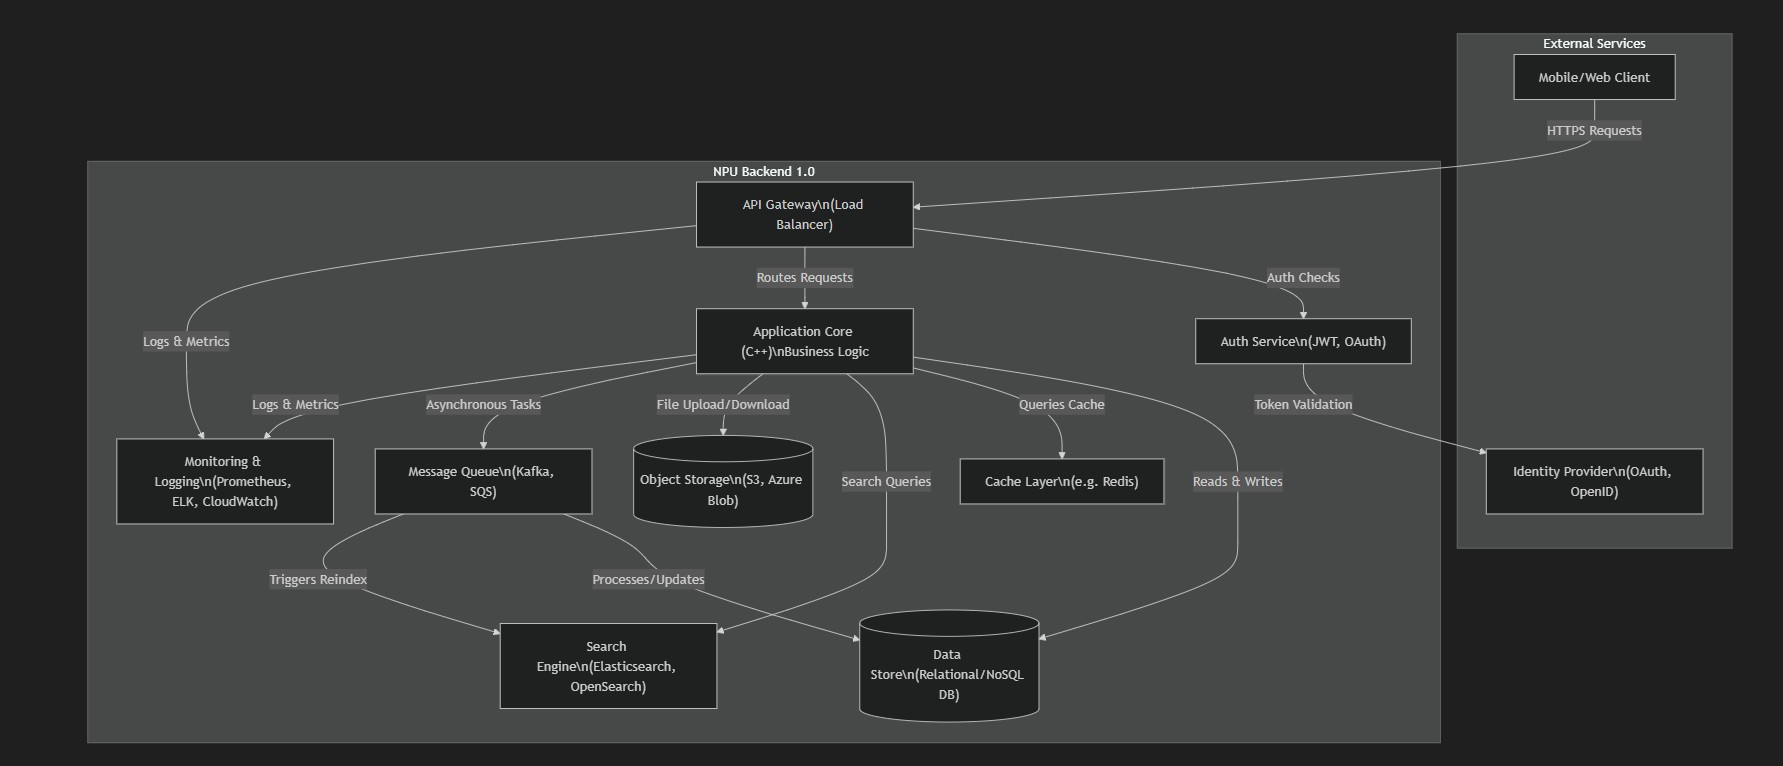 External Services
Mobile/Web Client
HTTPS Requests
NPU Backend 1.0
API Gateway\n(Load
Balancer)
Routes Requests
Auth Checks
Logs & Metrics
Application Core
(C++)\nBusiness Logic
Auth Service\n(JWT, OAuth)
Logs & Metrics
Asynchronous Tasks
File Upload/Download
Queries Cache
Token Validation
Monitoring &
Logging\n(Prometheus,
ELK, CloudWatch)
Message Queue\n(Kafka,
SQS)
Object Storage\n(S3, Azure
Blob)
Search Queries
Cache Layer\n(e.g. Redis)
Reads & Writes
Identity Provider\n(OAuth,
OpenID)
Triggers Reindex
Processes/Updates
Search
Engine\n(Elasticsearch,
OpenSearch)
Data
Store\n(Relational/NoSQL
DB)